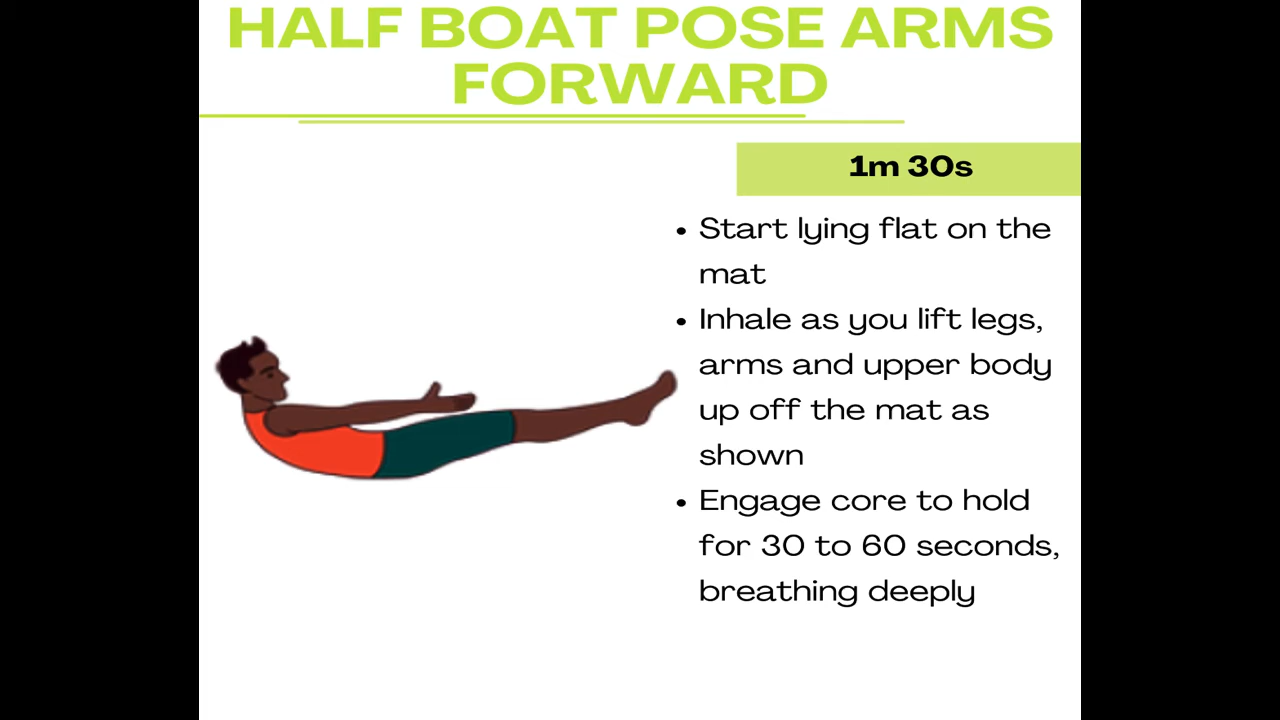 HALF BOAT POSE ARMS
FORWARD
1m 30s
• Start lying flat on the
mat
• Inhale as you lift legs,
arms and upper body
up off the mat as
shown
• Engage core to hold
for 30 to 60 seconds,
breathing deeply